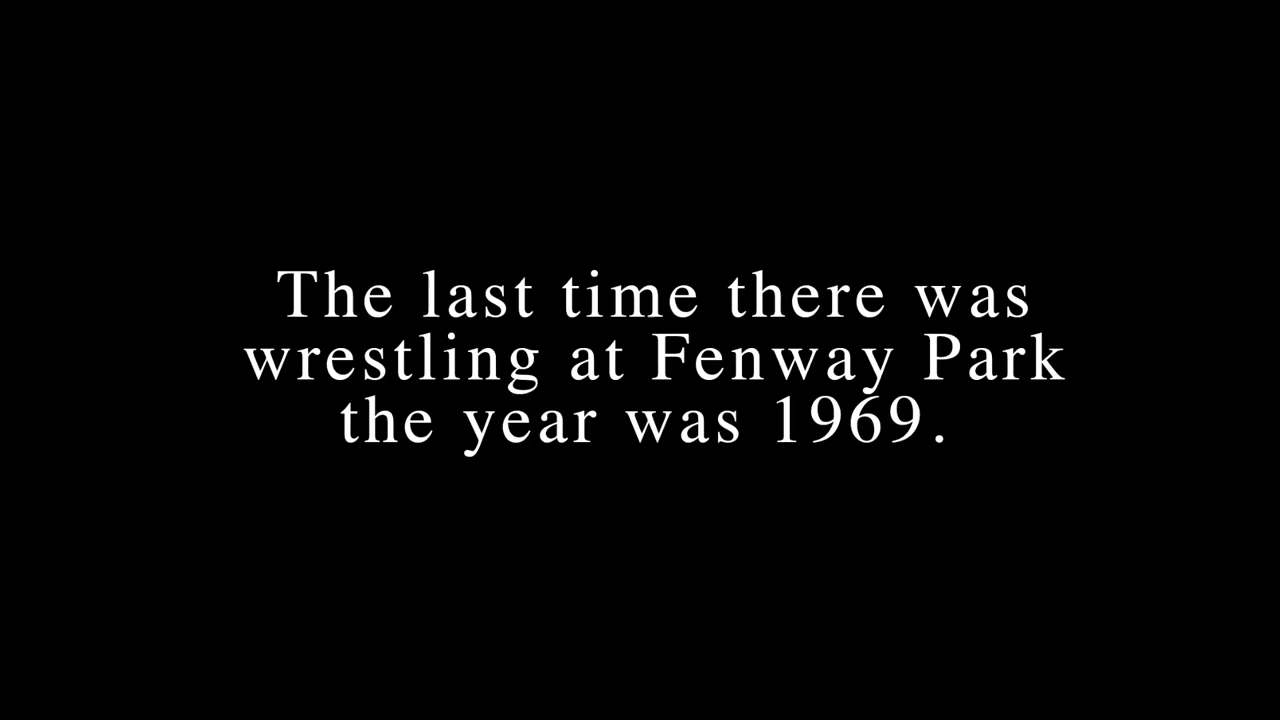 The last time there was
wrestling at Fenway Park
the year was 1969.